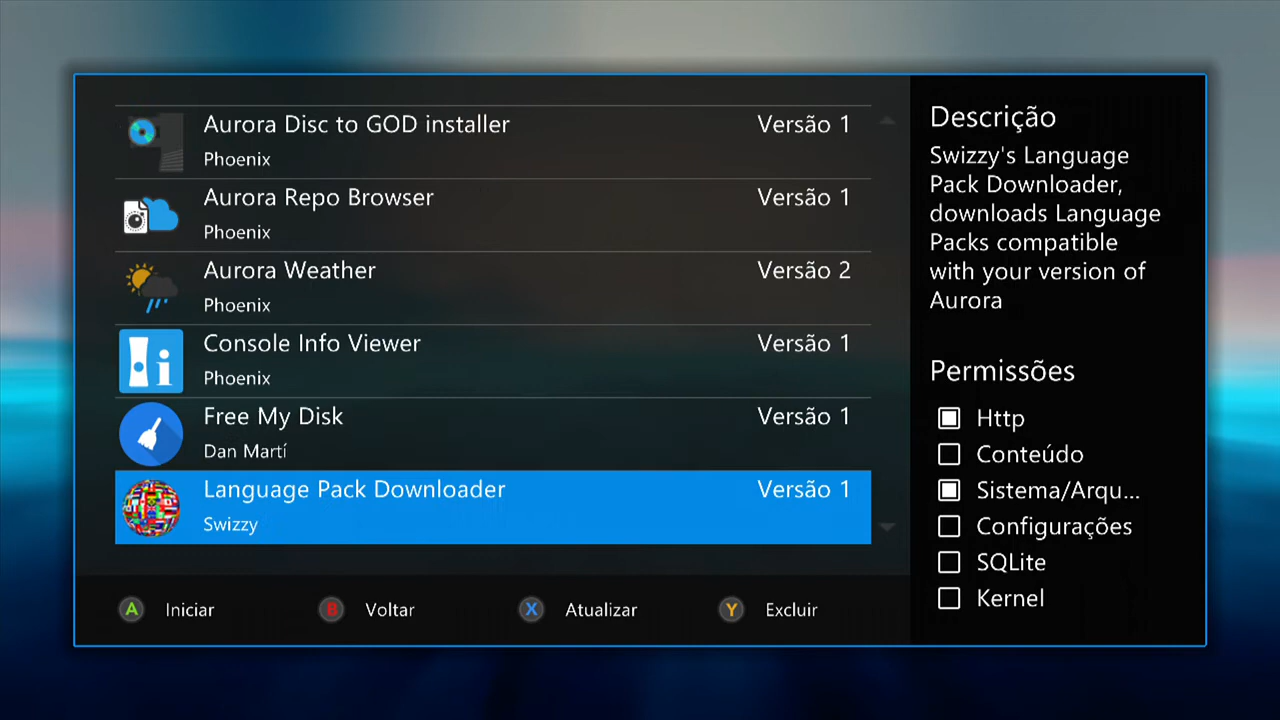 Aurora Disc to GOD installer
Versão 1
Phoenix
Aurora Repo Browser
Versão 1
Phoenix
Aurora Weather
Versão 2
Phoenix
Console Info Viewer
Versão 1
Phoenix
Free My Disk
Versão 1
Dan Martí
Language Pack Downloader
Versão 1
Swizzy
A Iniciar
B Voltar
X Atualizar
Y Excluir
Descrição
Swizzy's Language
Pack Downloader,
downloads Language
Packs compatible
with your version of
Aurora
Permissões
Http
Conteúdo
Sistema/Arqu...
Configurações
SQLite
Kernel